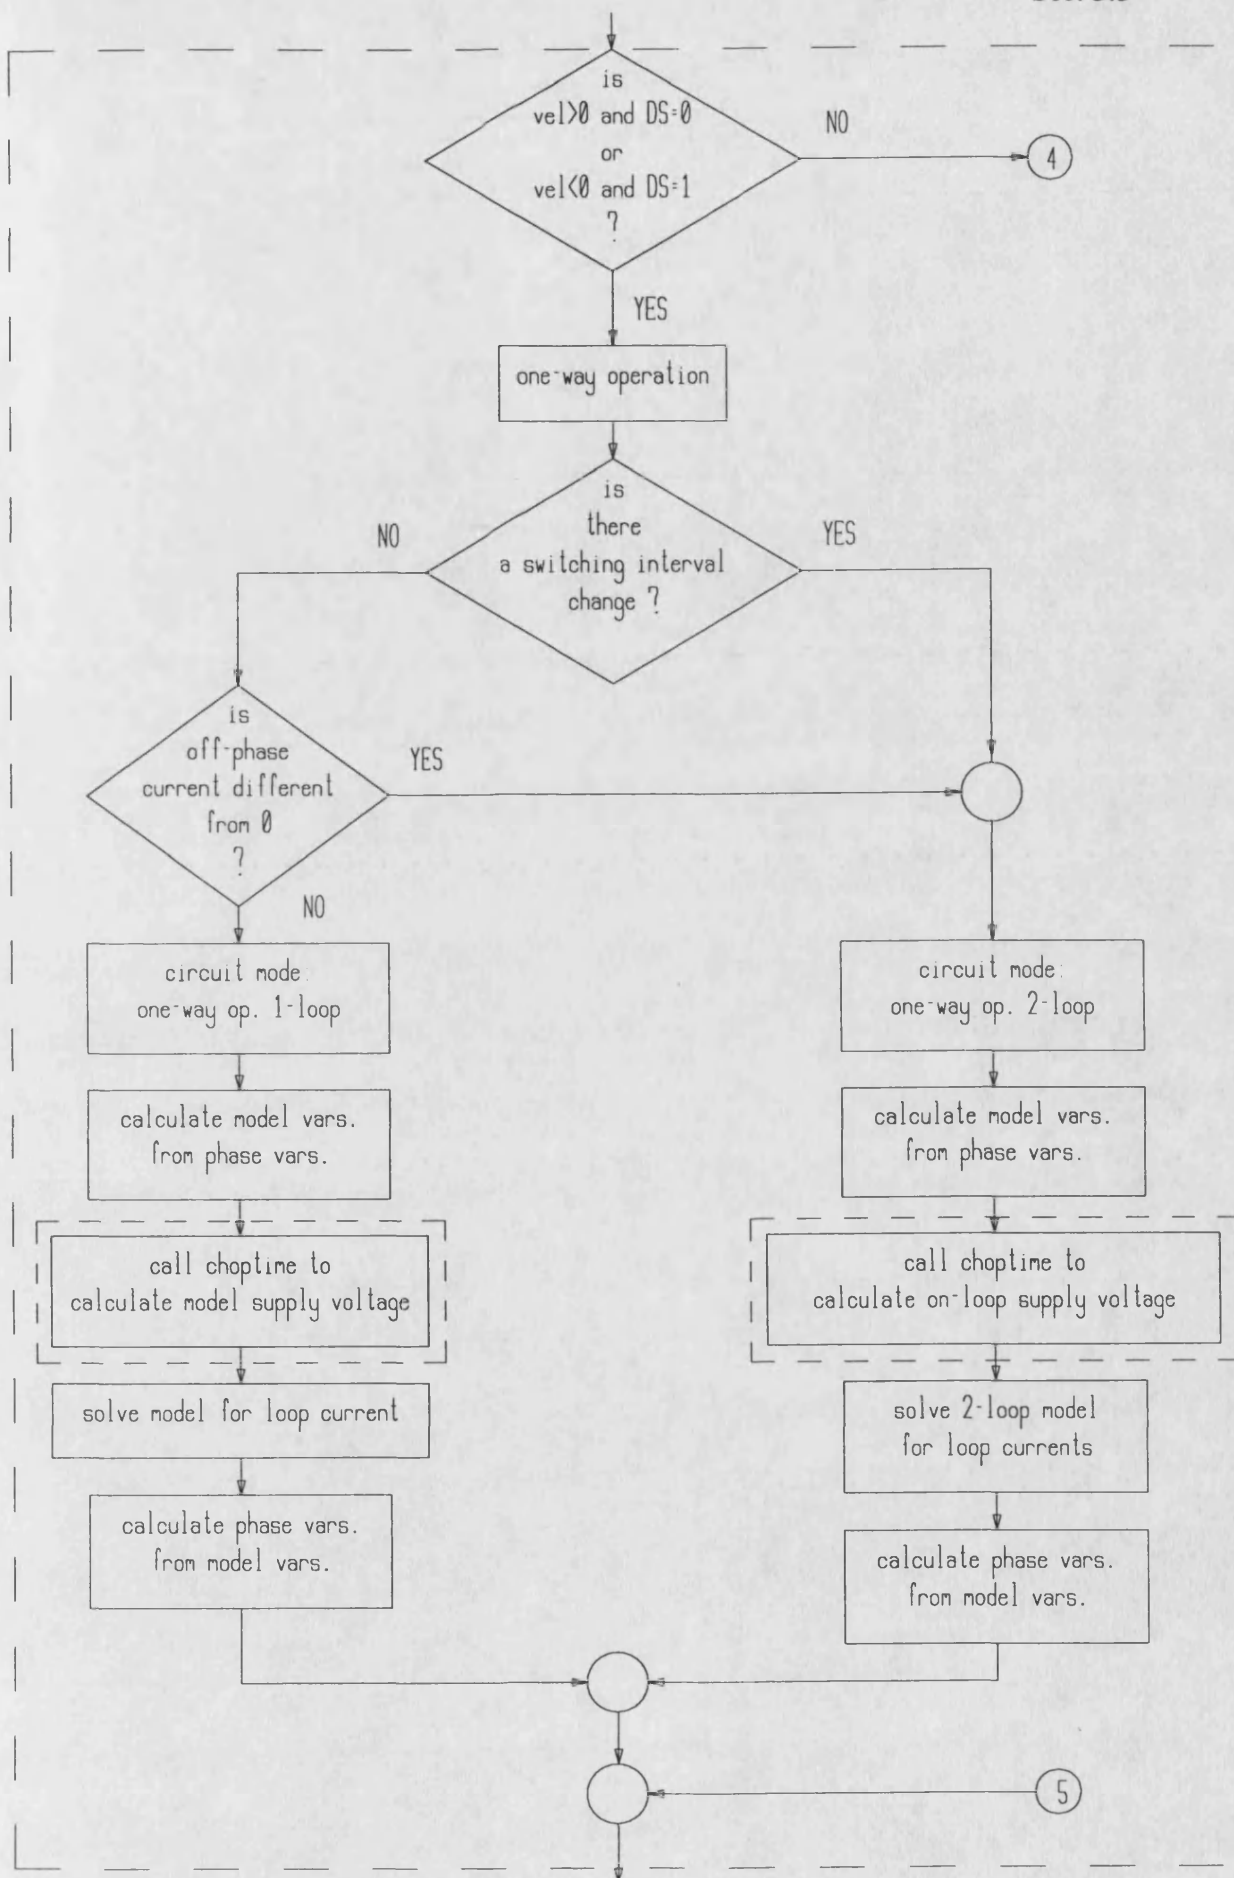 is
vel>0 and DS=0
or
vel<0 and DS=1
?
NO
4
YES
one-way operation
is
there
a switching interval
change ?
NO
YES
is
off-phase
current different
from 0
?
YES
NO
circuit mode:
one-way op. 1-loop
circuit mode:
one-way op. 2-loop
calculate model vars.
from phase vars.
calculate model vars.
from phase vars.
call choptime to
calculate model supply voltage
call choptime to
calculate on-loop supply voltage
solve model for loop current
solve 2-loop model
for loop currents
calculate phase vars.
from model vars.
calculate phase vars.
from model vars.
5